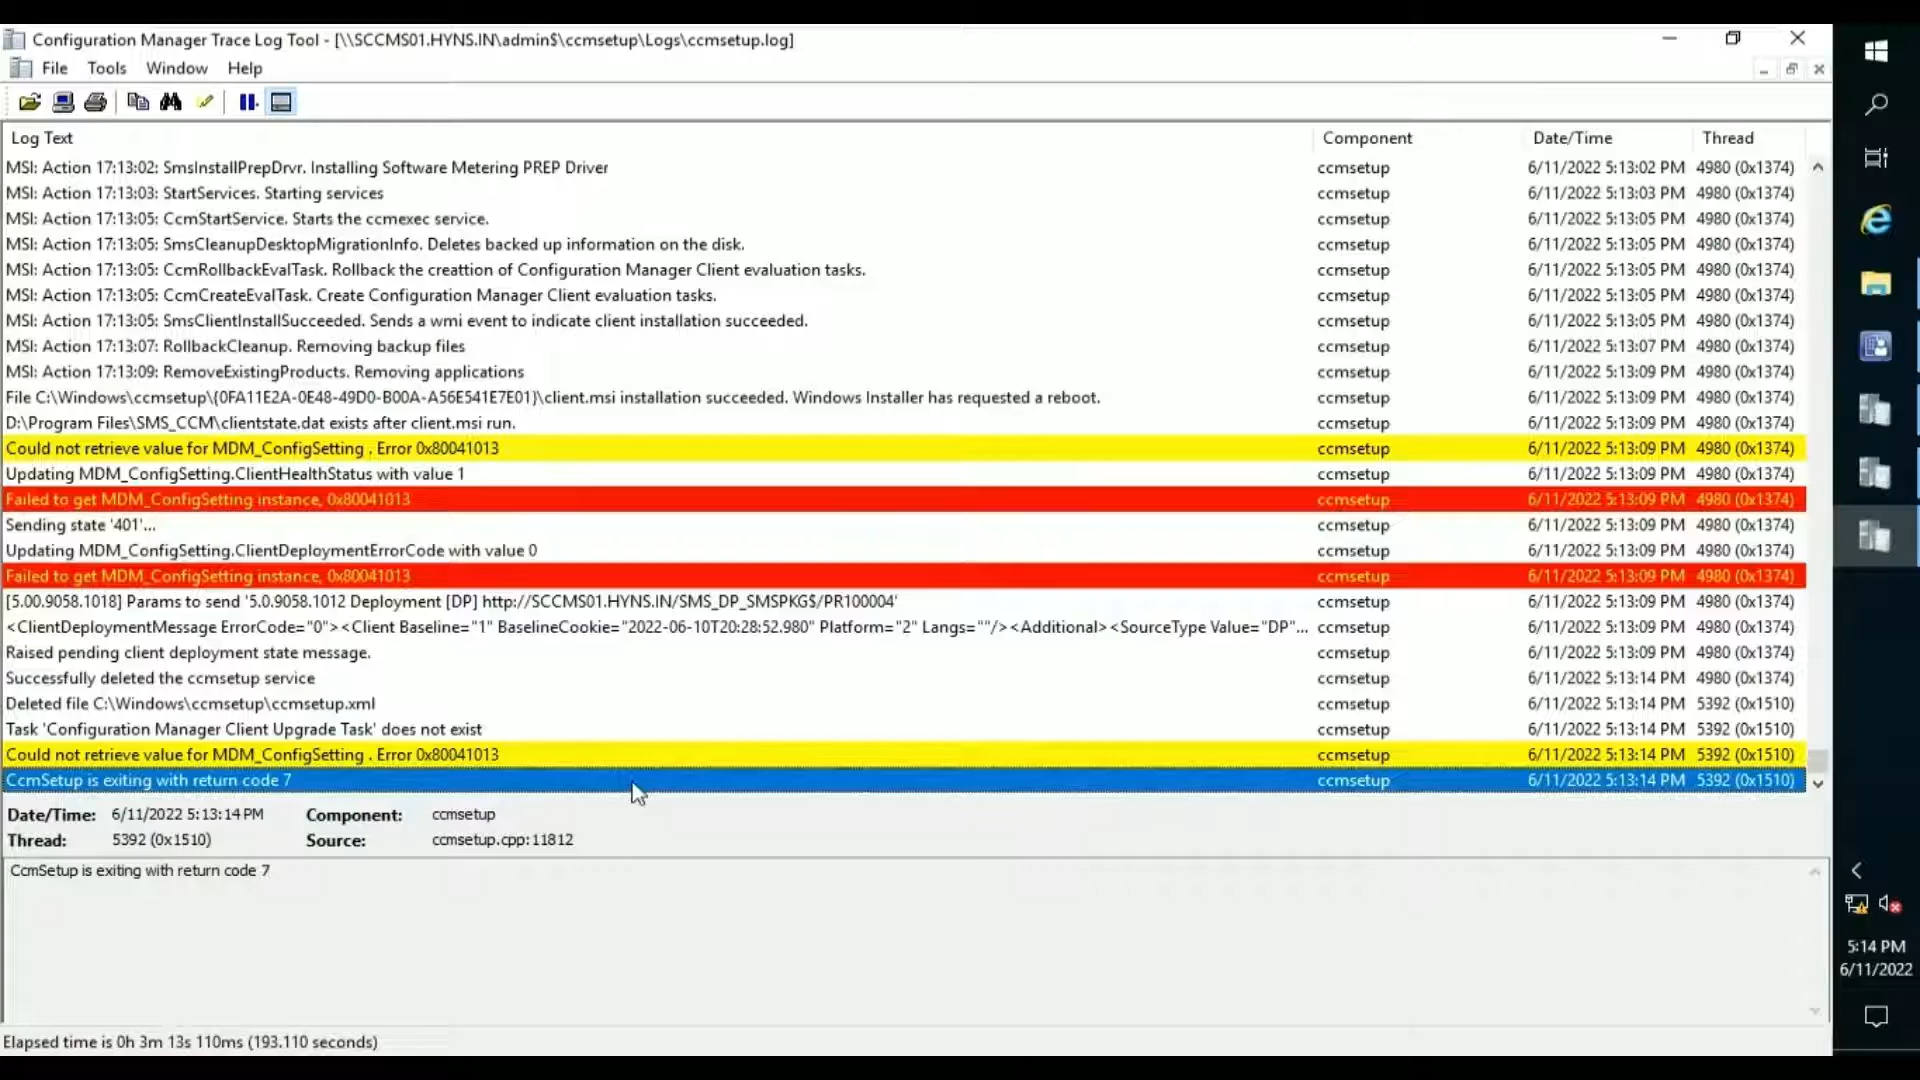 Configuration Manager Trace Log Tool - [\\SCCMS01.HYNS.IN\admin$\ccmsetup\Logs\ccmsetup.log]
File Tools Window Help
Log Text Component Date/Time Thread
MSI: Action 17:13:02: SmsInstallPrepDrvr. Installing Software Metering PREP Driver ccmsetup 6/11/2022 5:13:02 PM 4980 (0x1374)
MSI: Action 17:13:03: StartServices. Starting services ccmsetup 6/11/2022 5:13:03 PM 4980 (0x1374)
MSI: Action 17:13:05: CcmStartService. Starts the ccmexec service. ccmsetup 6/11/2022 5:13:05 PM 4980 (0x1374)
MSI: Action 17:13:05: SmsCleanupDesktopMigrationInfo. Deletes backed up information on the disk. ccmsetup 6/11/2022 5:13:05 PM 4980 (0x1374)
MSI: Action 17:13:05: CcmRollbackEvalTask. Rollback the creattion of Configuration Manager Client evaluation tasks. ccmsetup 6/11/2022 5:13:05 PM 4980 (0x1374)
MSI: Action 17:13:05: CcmCreateEvalTask. Create Configuration Manager Client evaluation tasks. ccmsetup 6/11/2022 5:13:05 PM 4980 (0x1374)
MSI: Action 17:13:05: SmsClientInstallSucceeded. Sends a wmi event to indicate client installation succeeded. ccmsetup 6/11/2022 5:13:05 PM 4980 (0x1374)
MSI: Action 17:13:07: RollbackCleanup. Removing backup files ccmsetup 6/11/2022 5:13:07 PM 4980 (0x1374)
MSI: Action 17:13:09: RemoveExistingProducts. Removing applications ccmsetup 6/11/2022 5:13:09 PM 4980 (0x1374)
File C:\Windows\ccmsetup\{0FA11E2A-0E48-49D0-B00A-A56E541E7E01}\client.msi installation succeeded. Windows Installer has requested a reboot. ccmsetup 6/11/2022 5:13:09 PM 4980 (0x1374)
D:\Program Files\SMS_CCM\clientstate.dat exists after client.msi run. ccmsetup 6/11/2022 5:13:09 PM 4980 (0x1374)
Could not retrieve value for MDM_ConfigSetting . Error 0x80041013 ccmsetup 6/11/2022 5:13:09 PM 4980 (0x1374)
Updating MDM_ConfigSetting.ClientHealthStatus with value 1 ccmsetup 6/11/2022 5:13:09 PM 4980 (0x1374)
Failed to get MDM_ConfigSetting instance, 0x80041013 ccmsetup 6/11/2022 5:13:09 PM 4980 (0x1374)
Sending state '401'... ccmsetup 6/11/2022 5:13:09 PM 4980 (0x1374)
Updating MDM_ConfigSetting.ClientDeploymentErrorCode with value 0 ccmsetup 6/11/2022 5:13:09 PM 4980 (0x1374)
Failed to get MDM_ConfigSetting instance, 0x80041013 ccmsetup 6/11/2022 5:13:09 PM 4980 (0x1374)
[5.00.9058.1018] Params to send '5.0.9058.1012 Deployment [DP] http://SCCMS01.HYNS.IN/SMS_DP_SMSPKG$/PR100004' ccmsetup 6/11/2022 5:13:09 PM 4980 (0x1374)
<ClientDeploymentMessage ErrorCode="0"><Client Baseline="1" BaselineCookie="2022-06-10T20:28:52.980" Platform="2" Langs=""/><Additional><SourceType Value="DP"... ccmsetup 6/11/2022 5:13:09 PM 4980 (0x1374)
Raised pending client deployment state message. ccmsetup 6/11/2022 5:13:09 PM 4980 (0x1374)
Successfully deleted the ccmsetup service ccmsetup 6/11/2022 5:13:14 PM 4980 (0x1374)
Deleted file C:\Windows\ccmsetup\ccmsetup.xml ccmsetup 6/11/2022 5:13:14 PM 5392 (0x1510)
Task 'Configuration Manager Client Upgrade Task' does not exist ccmsetup 6/11/2022 5:13:14 PM 5392 (0x1510)
Could not retrieve value for MDM_ConfigSetting . Error 0x80041013 ccmsetup 6/11/2022 5:13:14 PM 5392 (0x1510)
CcmSetup is exiting with return code 7 ccmsetup 6/11/2022 5:13:14 PM 5392 (0x1510)
Date/Time: 6/11/2022 5:13:14 PM Component: ccmsetup
Thread: 5392 (0x1510) Source: ccmsetup.cpp:11812
CcmSetup is exiting with return code 7
5:14 PM
6/11/2022
Elapsed time is 0h 3m 13s 110ms (193.110 seconds)